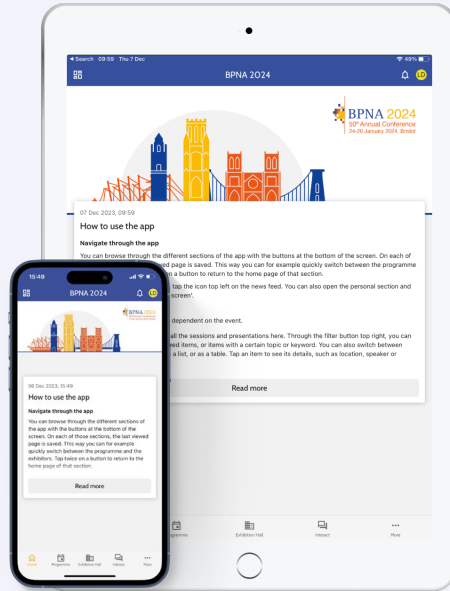 Search 09:59 Thu 7 Dec
49%
BPNA 2024
LD
BPNA 2024
50th Annual Conference
24-26 January 2024, Bristol
07 Dec 2023, 09:59
How to use the app
Navigate through the app
You can browse through the different sections of the app with the buttons at the bottom of the screen. On each of
wed page is saved. This way you can for example quickly switch between the programme
on a button to return to the home page of that section.
tap the icon top left on the news feed. You can also open the personal section and
screen'.
dependent on the event.
all the sessions and presentations here. Through the filter button top right, you can
wed items, or items with a certain topic or keyword. You can also switch between
a list, or as a table. Tap an item to see its details, such as location, speaker or
Read more
Exhibition Hall
Interact
More
15:49
BPNA 2024
LD
BPNA 2024
06 Dec 2023, 15:49
How to use the app
Navigate through the app
You can browse through the different sections of
the app with the buttons at the bottom of the
screen. On each of those sections, the last viewed
page is saved. This way you can for example
quickly switch between the programme and the
exhibitors. Tap twice on a button to return to the
home page of that section.
Read more
Home
Programme
Exhibition Hall
Interact
More